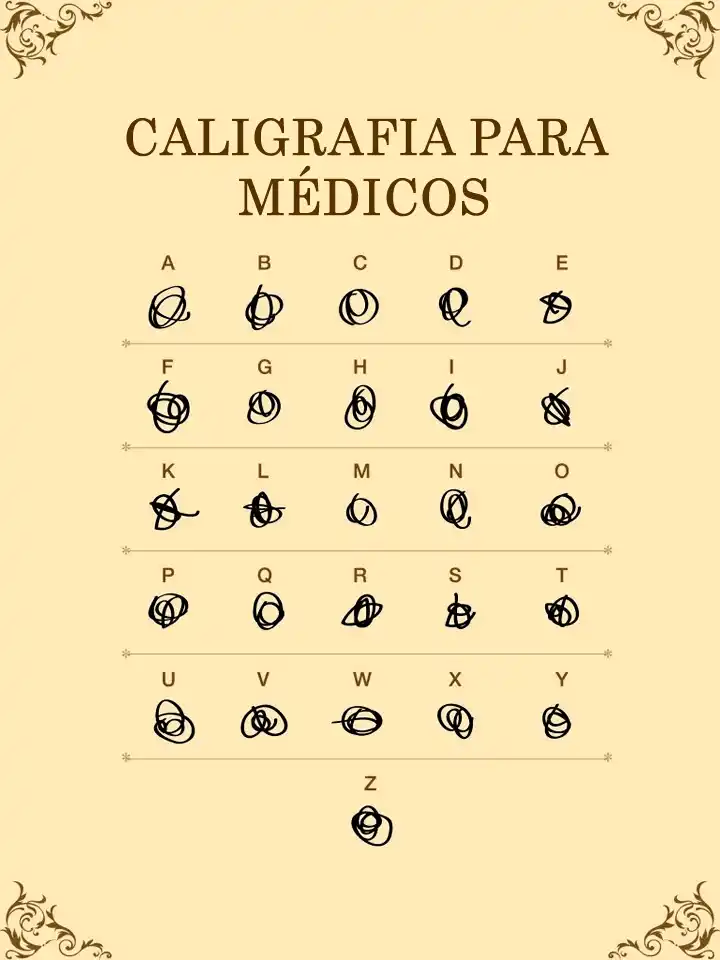 CALIGRAFIA PARA
MÉDICOS
A B C D E
F G H I J
K L M N O
P Q R S T
U V W X Y
Z